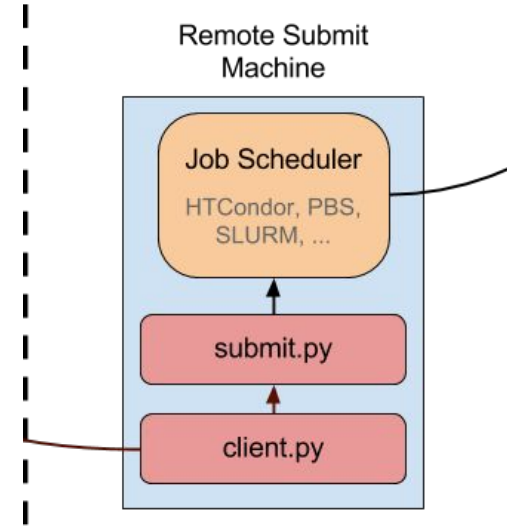 Remote Submit
Machine
Job Scheduler
HTCondor, PBS,
SLURM, ...
submit.py
client.py